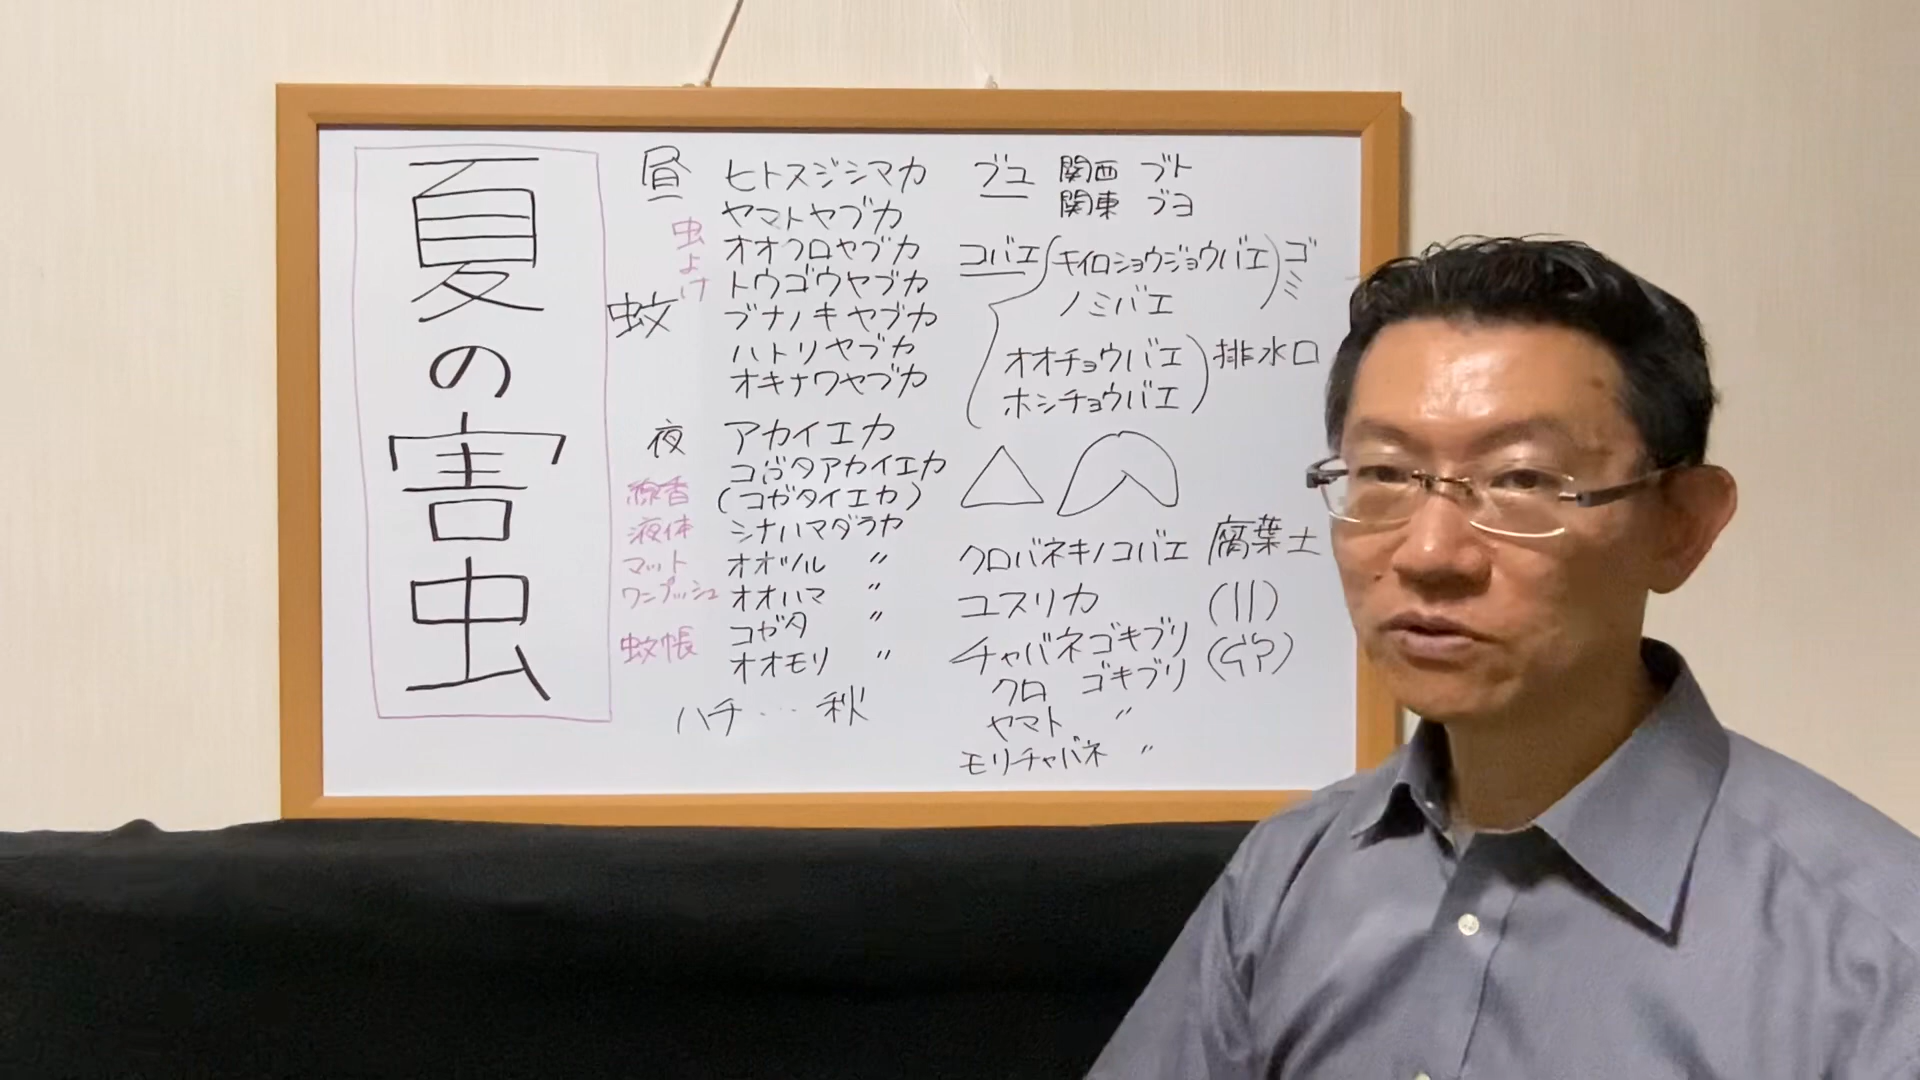 夏の害虫
蚊
昼
虫よけ
ヒトスジシマカ
ヤマトヤブカ
オオクロヤブカ
トウゴウヤブカ
ブナノキヤブカ
ハトリヤブカ
オキナワヤブカ
夜
線香
液体
マット
ワンプッシュ
蚊帳
アカイエカ
コガタアカイエカ
(コガタイエカ)
シナハマダラカ
オオツル 〃
オオハマ 〃
コガタ 〃
オオモリ 〃
ハチ … 秋
ブユ 関西 ブト
関東 ブヨ
コバエ(キイロショウジョウバエ)ゴミ
ノミバエ
オオチョウバエ)排水口
ホシチョウバエ
クロバネキノコバエ 腐葉土
ユスリカ (川)
チャバネゴキブリ
クロ ゴキブリ
ヤマト 〃
モリチャバネ 〃